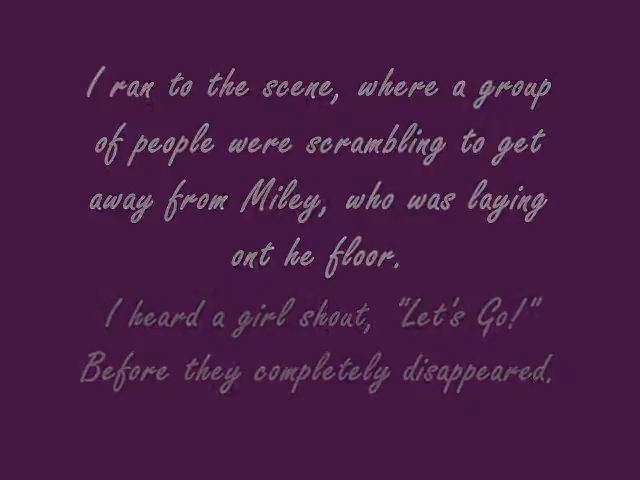 I ran to the scene, where a group
of people were scrambling to get
away from Miley, who was laying
ont he floor.
I heard a girl shout, "Let's Go!"
Before they completely disappeared.